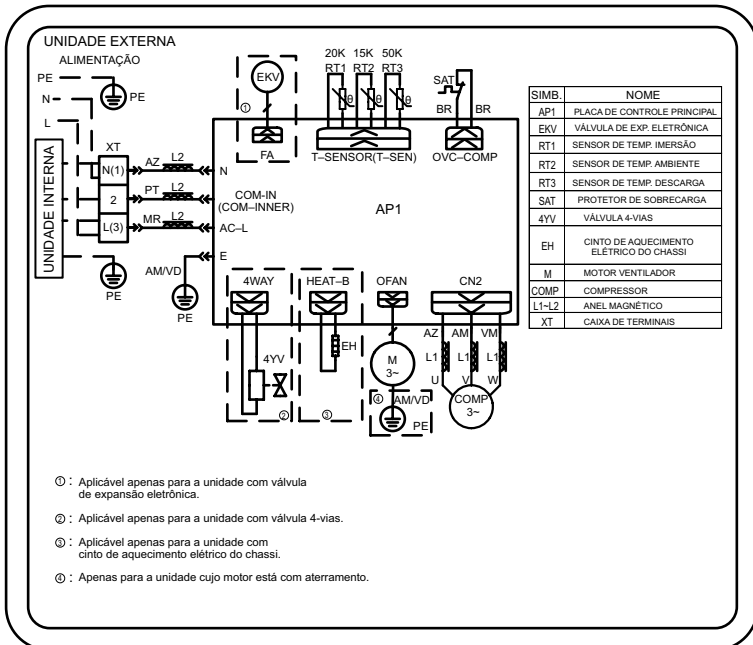 UNIDADE EXTERNA
ALIMENTAÇÃO
PE
N
L
PE
UNIDADE INTERNA
XT
N(1)
2
L(3)
AZ L2
PT L2
MR L2
PE
AM/VD
PE
N
COM-IN
(COM–INNER)
AC–L
E
EKV
①
FA
20K 15K 50K
RT1 RT2 RT3
θ θ θ
T–SENSOR(T–SEN)
SAT
BR BR
OVC–COMP
AP1
4WAY
4YV
②
HEAT–B
EH
③
OFAN
M
3~
④ AM/VD
PE
CN2
AZ AM VM
L1 L1 L1
U V W
COMP
3~
SIMB. NOME
AP1 PLACA DE CONTROLE PRINCIPAL
EKV VÁLVULA DE EXP. ELETRÔNICA
RT1 SENSOR DE TEMP. IMERSÃO
RT2 SENSOR DE TEMP. AMBIENTE
RT3 SENSOR DE TEMP. DESCARGA
SAT PROTETOR DE SOBRECARGA
4YV VÁLVULA 4-VIAS
EH CINTO DE AQUECIMENTO
ELÉTRICO DO CHASSI
M MOTOR VENTILADOR
COMP COMPRESSOR
L1~L2 ANEL MAGNÉTICO
XT CAIXA DE TERMINAIS
① : Aplicável apenas para a unidade com válvula
de expansão eletrônica.
② : Aplicável apenas para a unidade com válvula 4-vias.
③ : Aplicável apenas para a unidade com
cinto de aquecimento elétrico do chassi.
④ : Apenas para a unidade cujo motor está com aterramento.